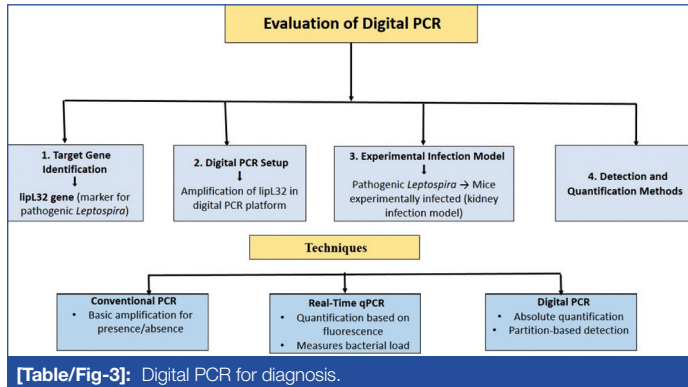 Evaluation of Digital PCR
1. Target Gene
Identification
lipL32 gene (marker for
pathogenic Leptospira)
2. Digital PCR Setup
Amplification of lipL32 in
digital PCR platform
3. Experimental Infection Model
Pathogenic Leptospira → Mice
experimentally infected (kidney
infection model)
4. Detection and
Quantification Methods
Techniques
Conventional PCR
• Basic amplification for
presence/absence
Real-Time qPCR
• Quantification based on
fluorescence
• Measures bacterial load
Digital PCR
• Absolute quantification
• Partition-based detection
[Table/Fig-3]: Digital PCR for diagnosis.